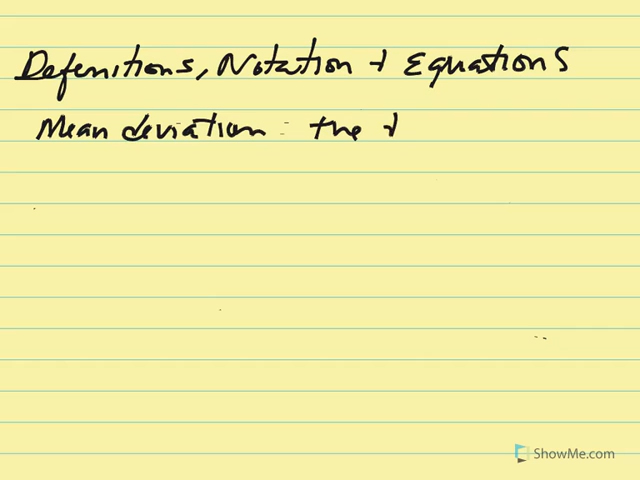 Defenitions, Notation + Equations
Mean deviation : the
ShowMe.com